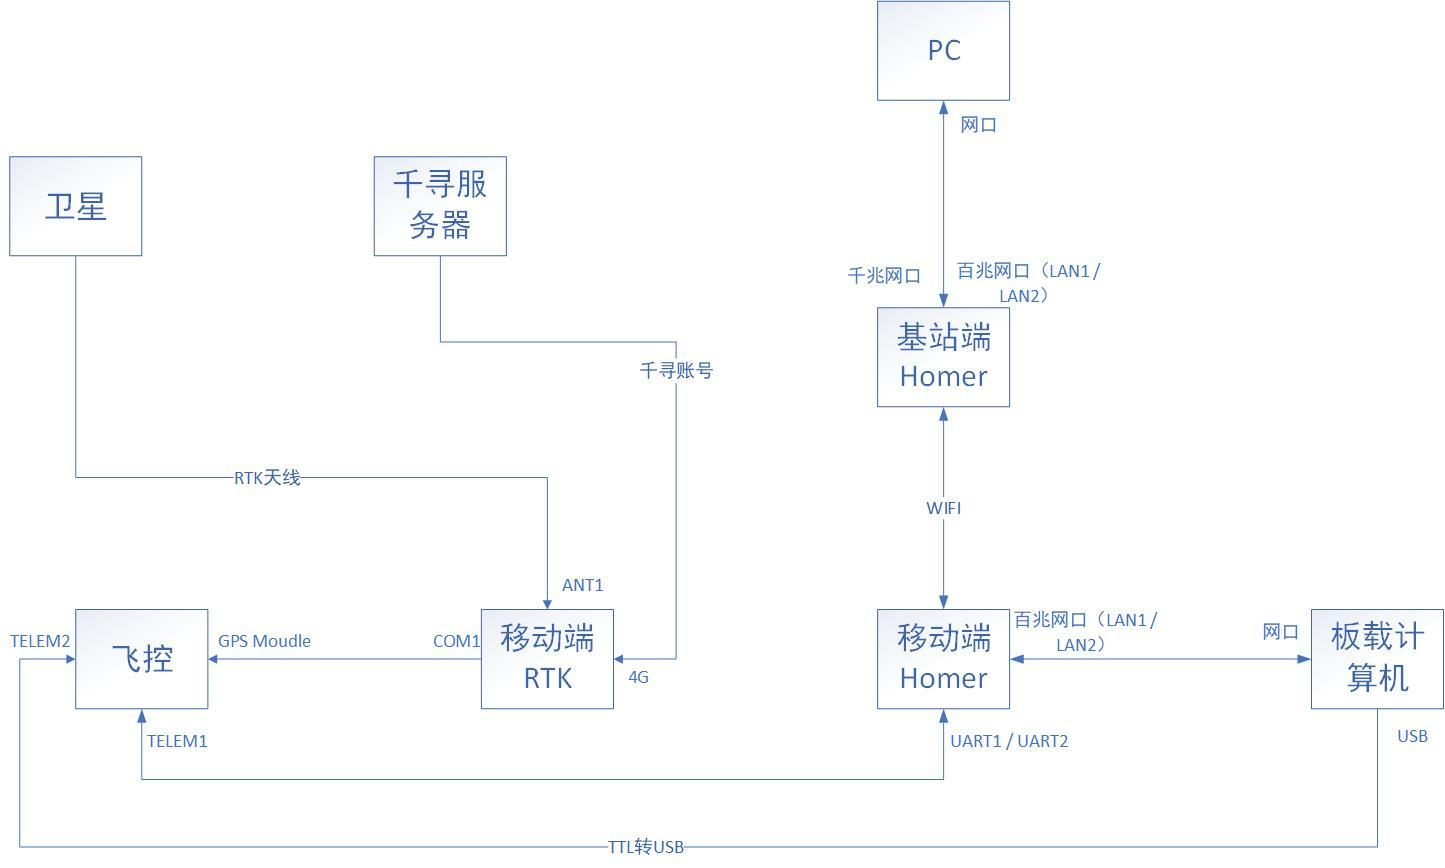 PC
网口
卫星
千寻服
务器
千兆网口
百兆网口（LAN1 /
LAN2）
基站端
Homer
千寻账号
RTK天线
WIFI
ANT1
TELEM2
飞控
GPS Moudle
COM1
移动端
RTK
4G
移动端
Homer
百兆网口（LAN1 /
LAN2）
网口
板载计
算机
TELEM1
UART1 / UART2
USB
TTL转USB